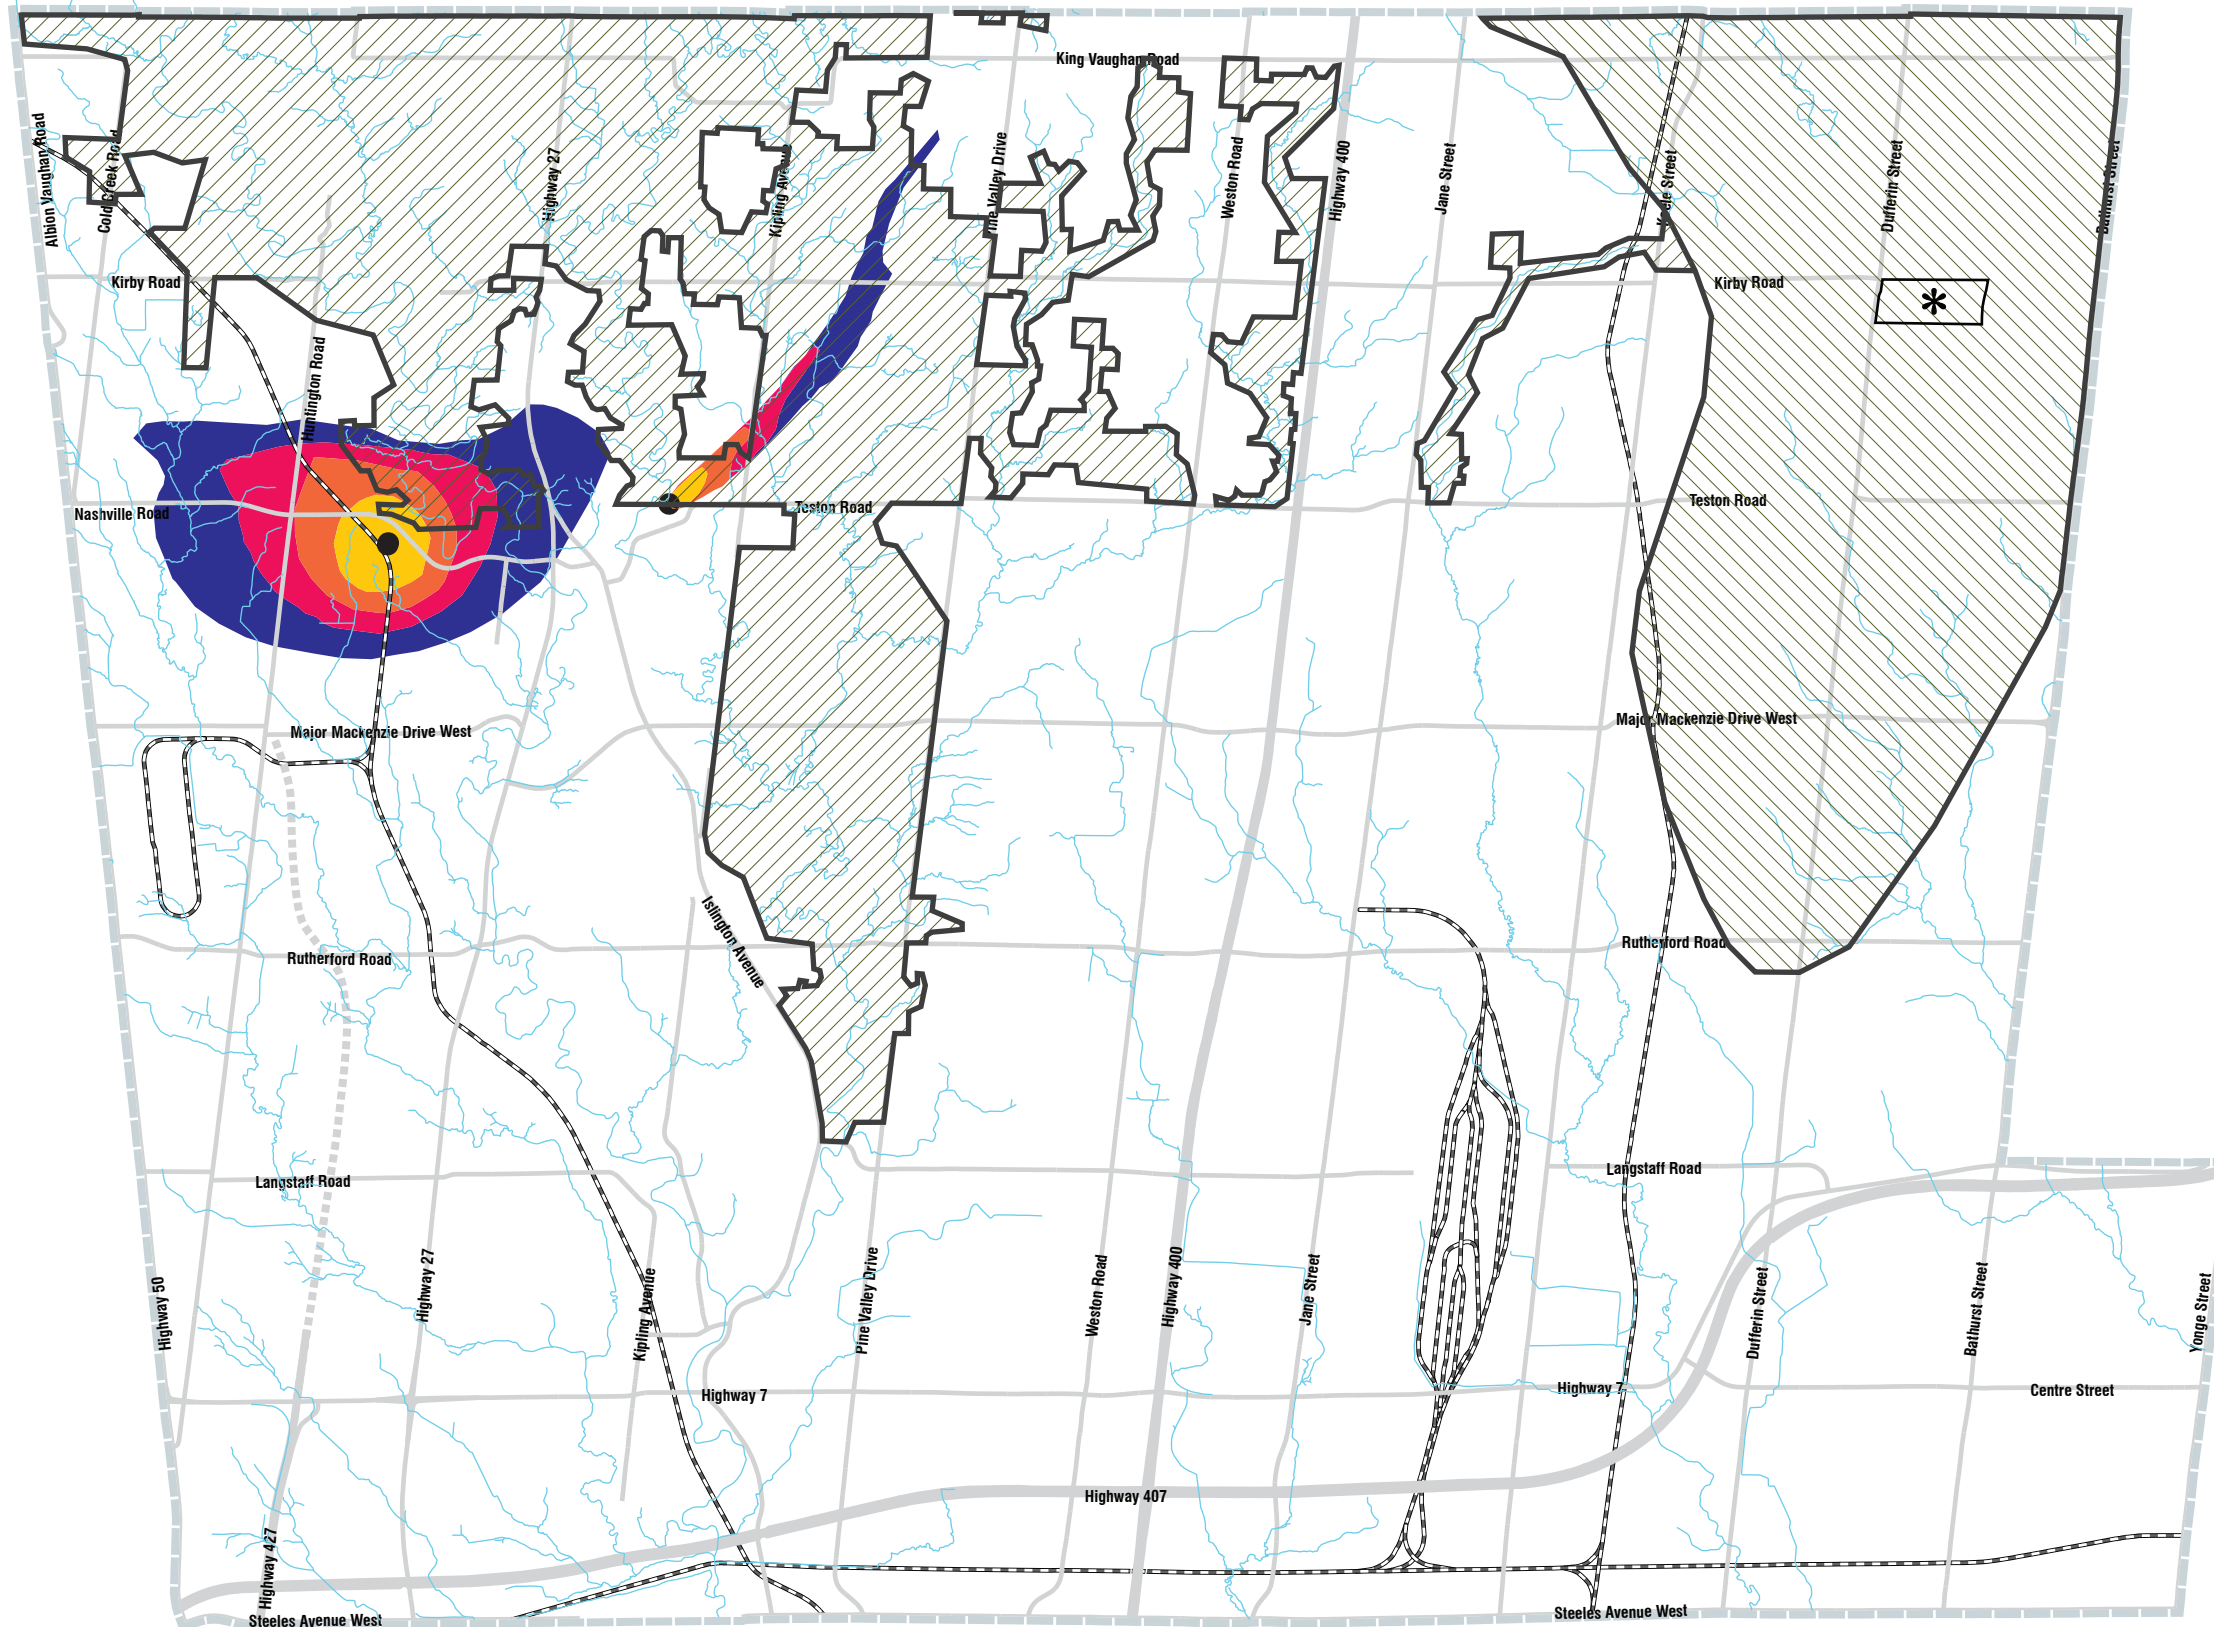 King Vaughan Road
Albion Vaughan Road
Cold Creek Road
Highway 27
Kipling Avenue
Pine Valley Drive
Weston Road
Highway 400
Jane Street
Keele Street
Dufferin Street
Bathurst Street
Kirby Road
Kirby Road
*
Huntington Road
Nashville Road
Teston Road
Teston Road
Major Mackenzie Drive West
Major Mackenzie Drive West
Islington Avenue
Rutherford Road
Rutherford Road
Langstaff Road
Langstaff Road
Highway 50
Highway 27
Kipling Avenue
Pine Valley Drive
Weston Road
Highway 400
Jane Street
Dufferin Street
Bathurst Street
Yonge Street
Highway 7
Highway 7
Centre Street
Highway 407
Highway 427
Steeles Avenue West
Steeles Avenue West